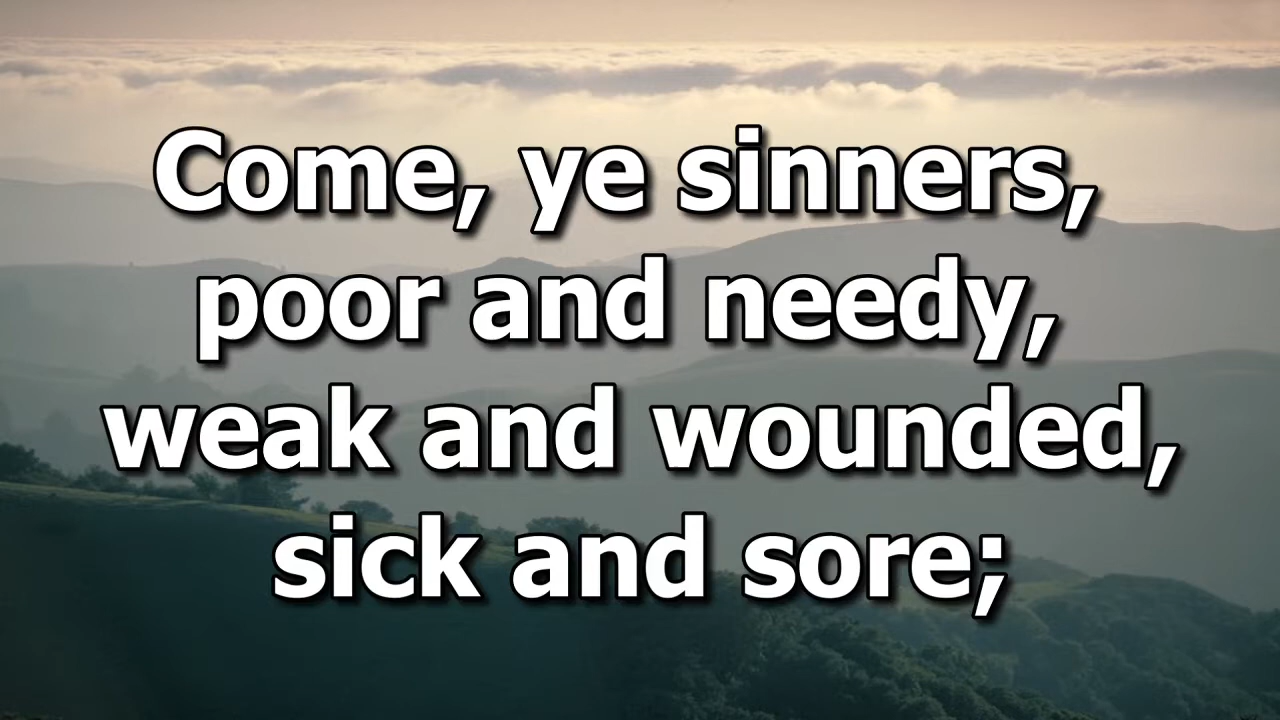 Come, ye sinners,
poor and needy,
weak and wounded,
sick and sore;